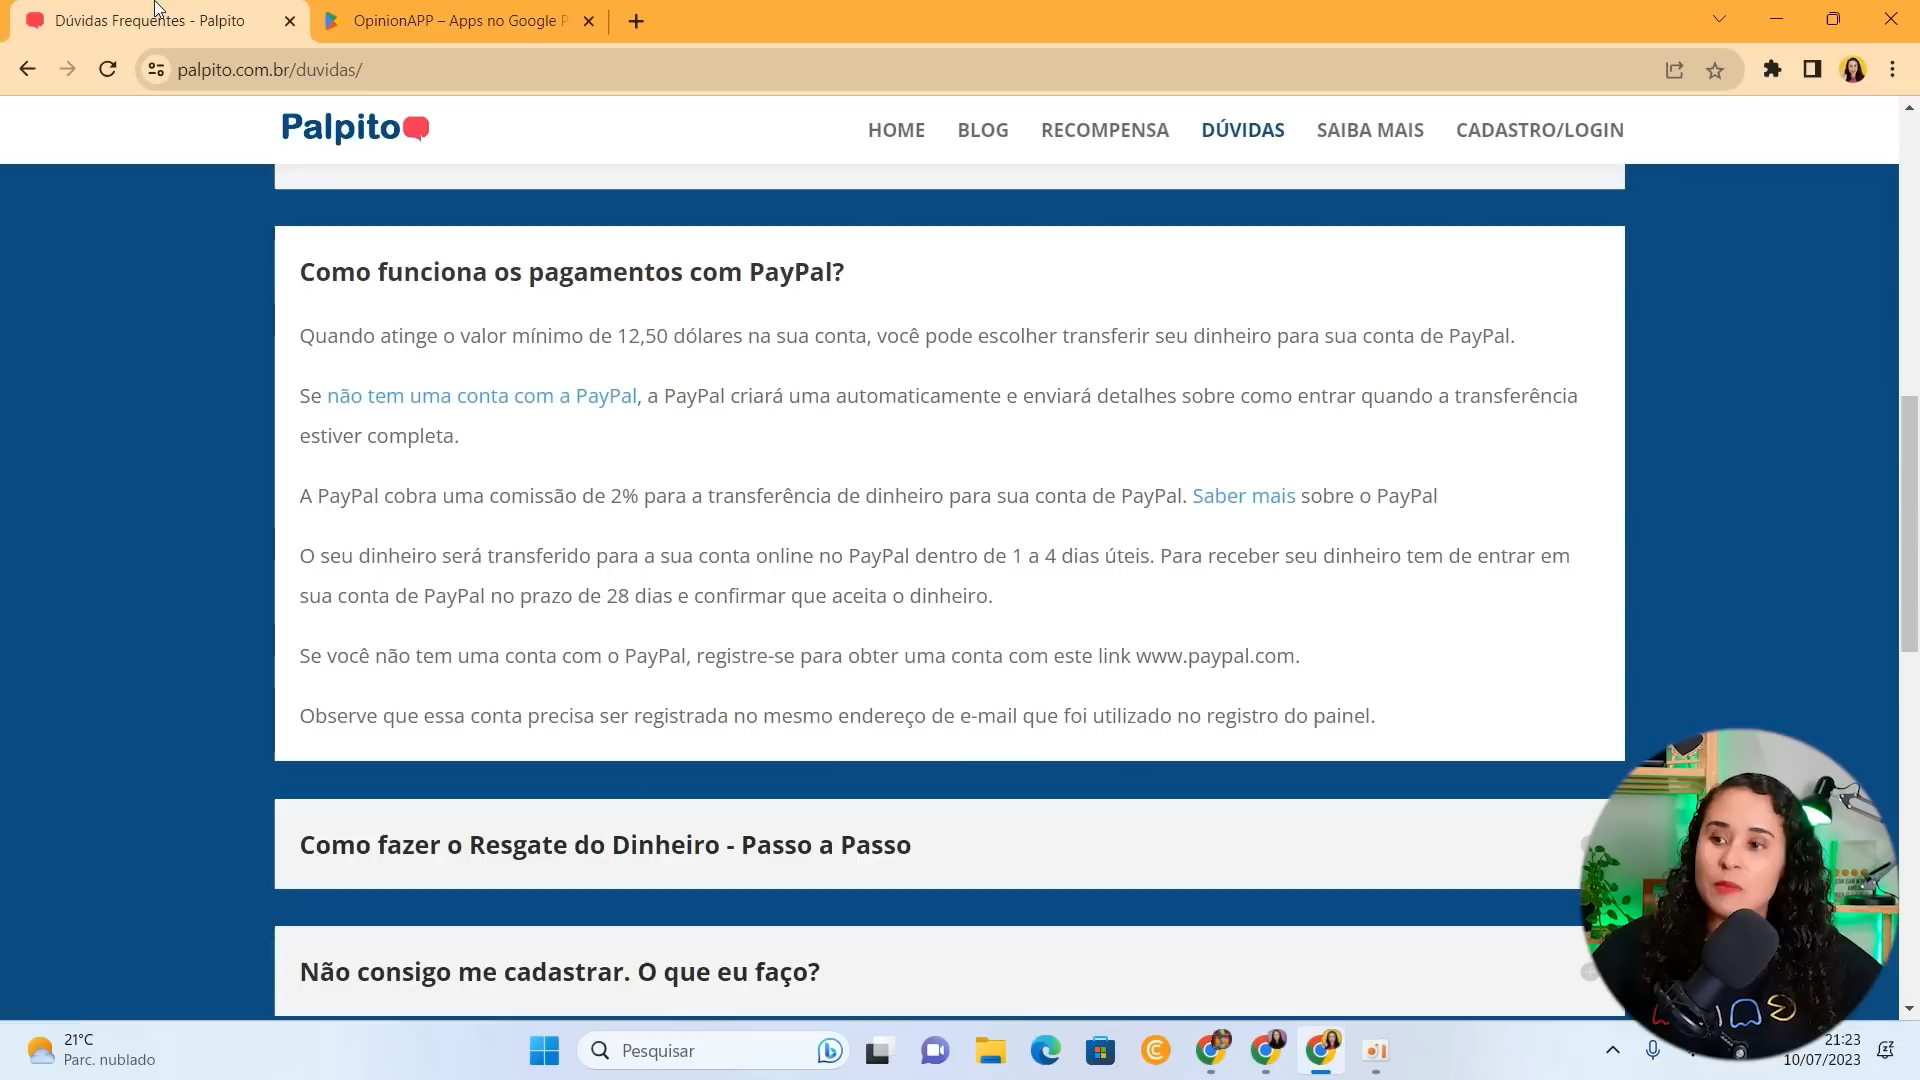 Dúvidas Frequentes - Palpito
OpinionAPP – Apps no Google P
palpito.com.br/duvidas/
Palpito
HOME
BLOG
RECOMPENSA
DÚVIDAS
SAIBA MAIS
CADASTRO/LOGIN
Como funciona os pagamentos com PayPal?
Quando atinge o valor mínimo de 12,50 dólares na sua conta, você pode escolher transferir seu dinheiro para sua conta de PayPal.
Se não tem uma conta com a PayPal, a PayPal criará uma automaticamente e enviará detalhes sobre como entrar quando a transferência
estiver completa.
A PayPal cobra uma comissão de 2% para a transferência de dinheiro para sua conta de PayPal. Saber mais sobre o PayPal
O seu dinheiro será transferido para a sua conta online no PayPal dentro de 1 a 4 dias úteis. Para receber seu dinheiro tem de entrar em
sua conta de PayPal no prazo de 28 dias e confirmar que aceita o dinheiro.
Se você não tem uma conta com o PayPal, registre-se para obter uma conta com este link www.paypal.com.
Observe que essa conta precisa ser registrada no mesmo endereço de e-mail que foi utilizado no registro do painel.
Como fazer o Resgate do Dinheiro - Passo a Passo
Não consigo me cadastrar. O que eu faço?
21°C
Parc. nublado
Pesquisar
21:23
10/07/2023